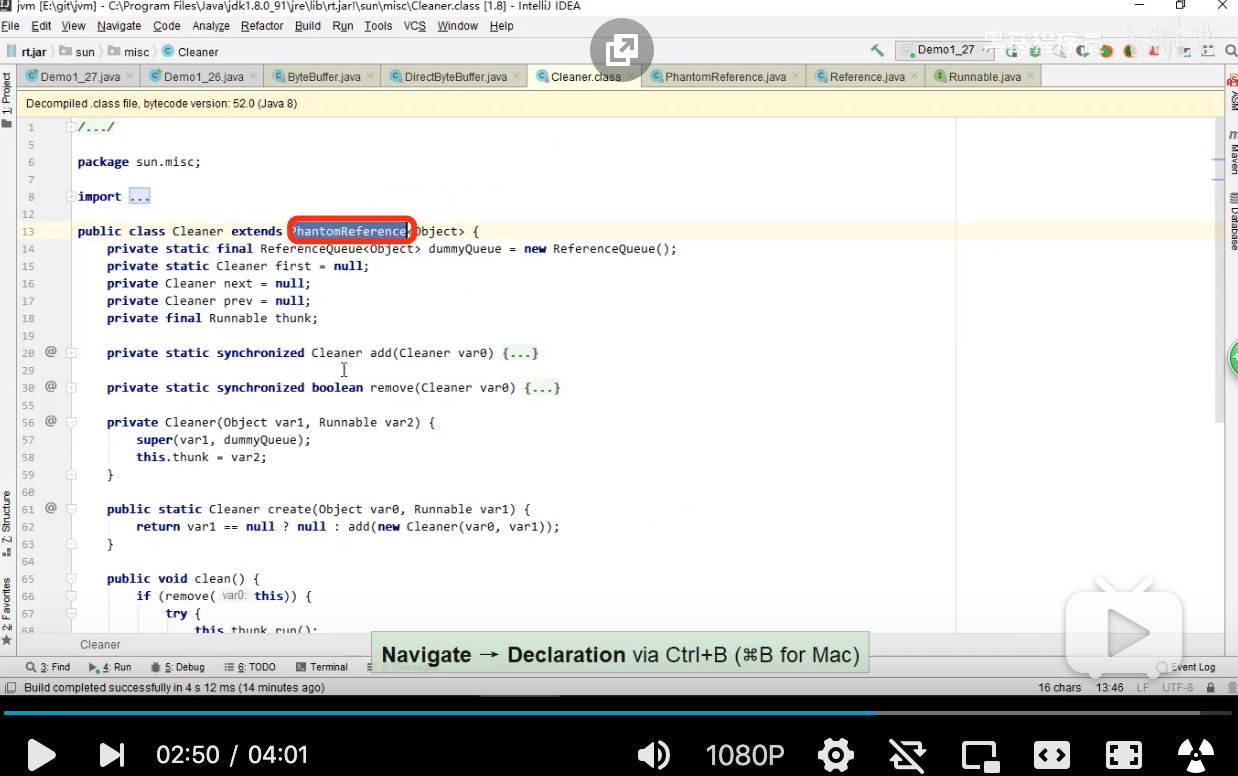 jvm [E:\git\jvm] - C:\Program Files\Java\jdk1.8.0_91\jre\lib\rt.jar!\sun\misc\Cleaner.class [1.8] - IntelliJ IDEA
File Edit View Navigate Code Analyze Refactor Build Run Tools VCS Window Help
rt.jar sun misc Cleaner
Demo1_27
黑马程序员
Demo1_27.java Demo1_26.java ByteBuffer.java DirectByteBuffer.java Cleaner.class PhantomReference.java Reference.java Runnable.java
Decompiled .class file, bytecode version: 52.0 (Java 8)
1: Project
7: Structure
2: Favorites
ASM
Maven
Database
1 /.../
5
6 package sun.misc;
7
8 import ...
12
13 public class Cleaner extends PhantomReference<Object> {
14 private static final ReferenceQueue<Object> dummyQueue = new ReferenceQueue();
15 private static Cleaner first = null;
16 private Cleaner next = null;
17 private Cleaner prev = null;
18 private final Runnable thunk;
19
20 @ private static synchronized Cleaner add(Cleaner var0) {...}
29
30 @ private static synchronized boolean remove(Cleaner var0) {...}
55
56 @ private Cleaner(Object var1, Runnable var2) {
57 super(var1, dummyQueue);
58 this.thunk = var2;
59 }
60
61 @ public static Cleaner create(Object var0, Runnable var1) {
62 return var1 == null ? null : add(new Cleaner(var0, var1));
63 }
64
65 public void clean() {
66 if (remove( var0: this)) {
67 try {
68 this.thunk.run();
Cleaner
Navigate → Declaration via Ctrl+B (⌘B for Mac)
3: Find 4: Run 5: Debug 6: TODO Terminal Event Log
Build completed successfully in 4 s 12 ms (14 minutes ago) 16 chars 13:46 LF UTF-8
02:50 / 04:01 1080P